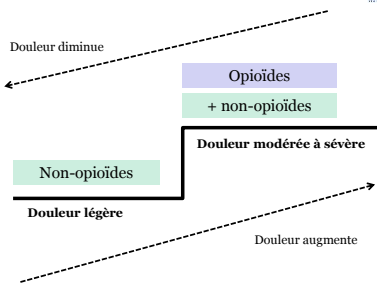 Douleur diminue
Opioïdes
+ non-opioïdes
Douleur modérée à sévère
Non-opioïdes
Douleur légère
Douleur augmente